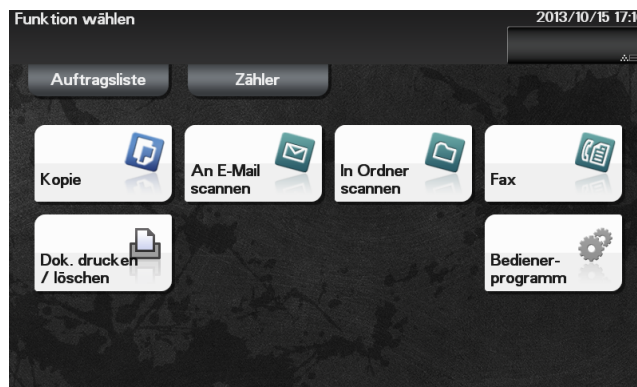 Funktion wählen
2013/10/15 17:1
Auftragsliste
Zähler
Kopie
An E-Mail
scannen
In Ordner
scannen
Fax
Dok. drucken
/ löschen
Bediener-
programm